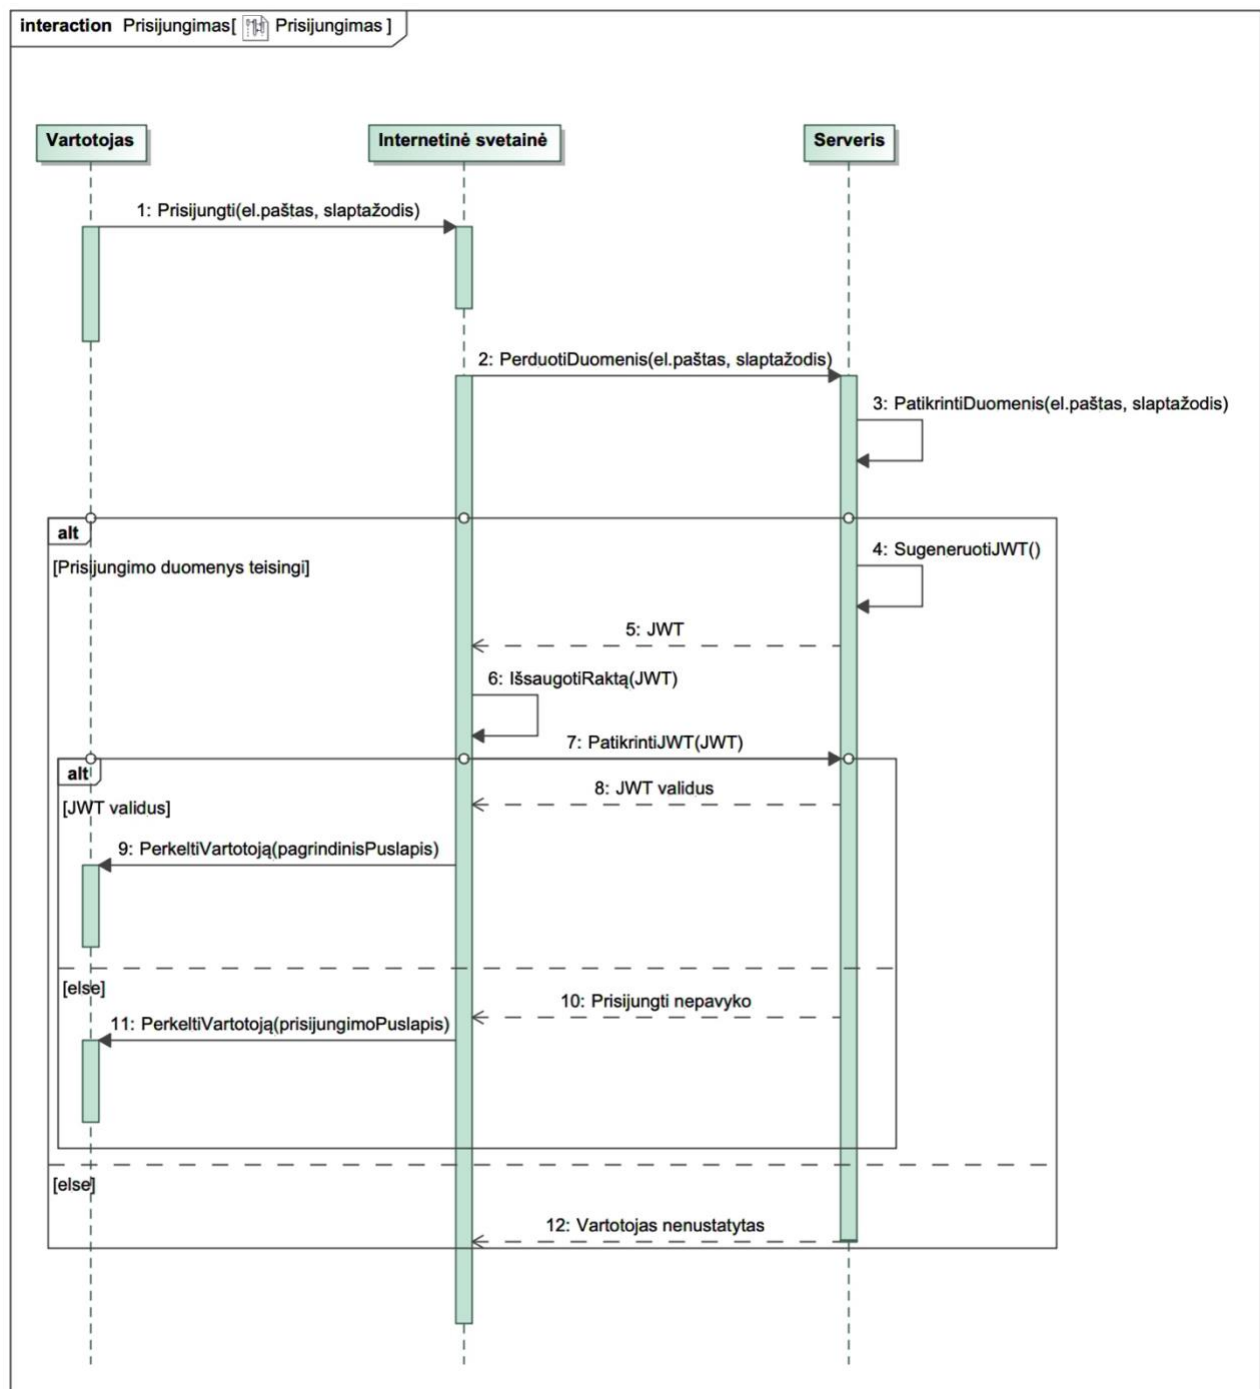 interaction Prisijungimas[ Prisijungimas ]
Vartotojas
Internetinė svetainė
Serveris
1: Prisijungti(el.paštas, slaptažodis)
2: PerduotiDuomenis(el.paštas, slaptažodis)
3: PatikrintiDuomenis(el.paštas, slaptažodis)
alt
4: SugeneruotiJWT()
[Prisijungimo duomenys teisingi]
5: JWT
6: IšsaugotiRaktą(JWT)
7: PatikrintiJWT(JWT)
alt
8: JWT validus
[JWT validus]
9: PerkeltiVartotoją(pagrindinisPuslapis)
[else]
10: Prisijungti nepavyko
11: PerkeltiVartotoją(prisijungimoPuslapis)
[else]
12: Vartotojas nenustatytas